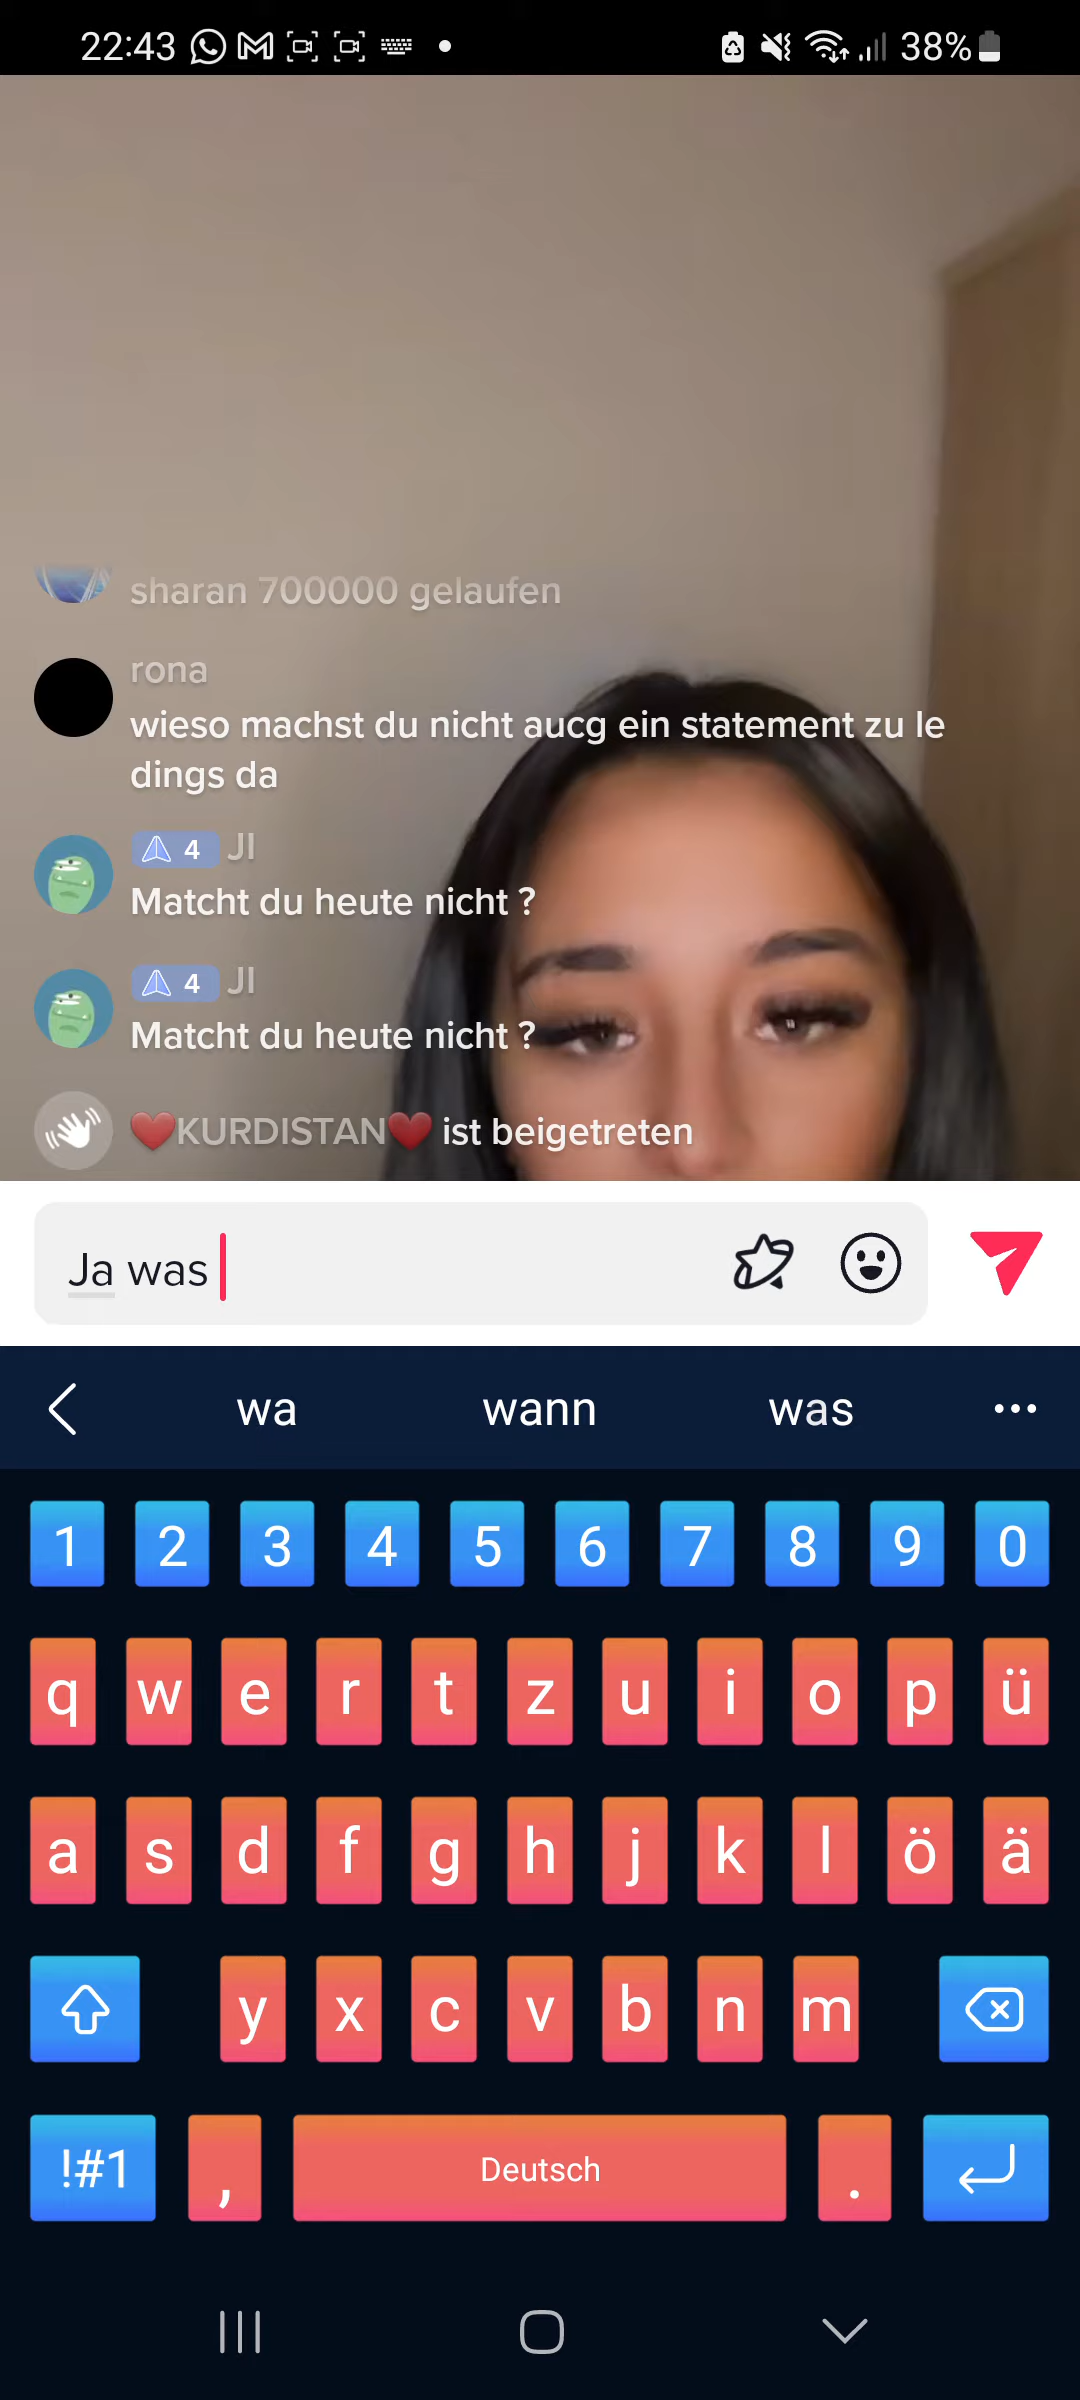 22:43 38%
sharan 700000 gelaufen
rona
wieso machst du nicht aucg ein statement zu le
dings da
4 Jl
Matcht du heute nicht ?
4 Jl
Matcht du heute nicht ?
❤️KURDISTAN❤️ ist beigetreten
Ja was
wa wann was ...
1 2 3 4 5 6 7 8 9 0
q w e r t z u i o p ü
a s d f g h j k l ö ä
y x c v b n m
!#1 , Deutsch .